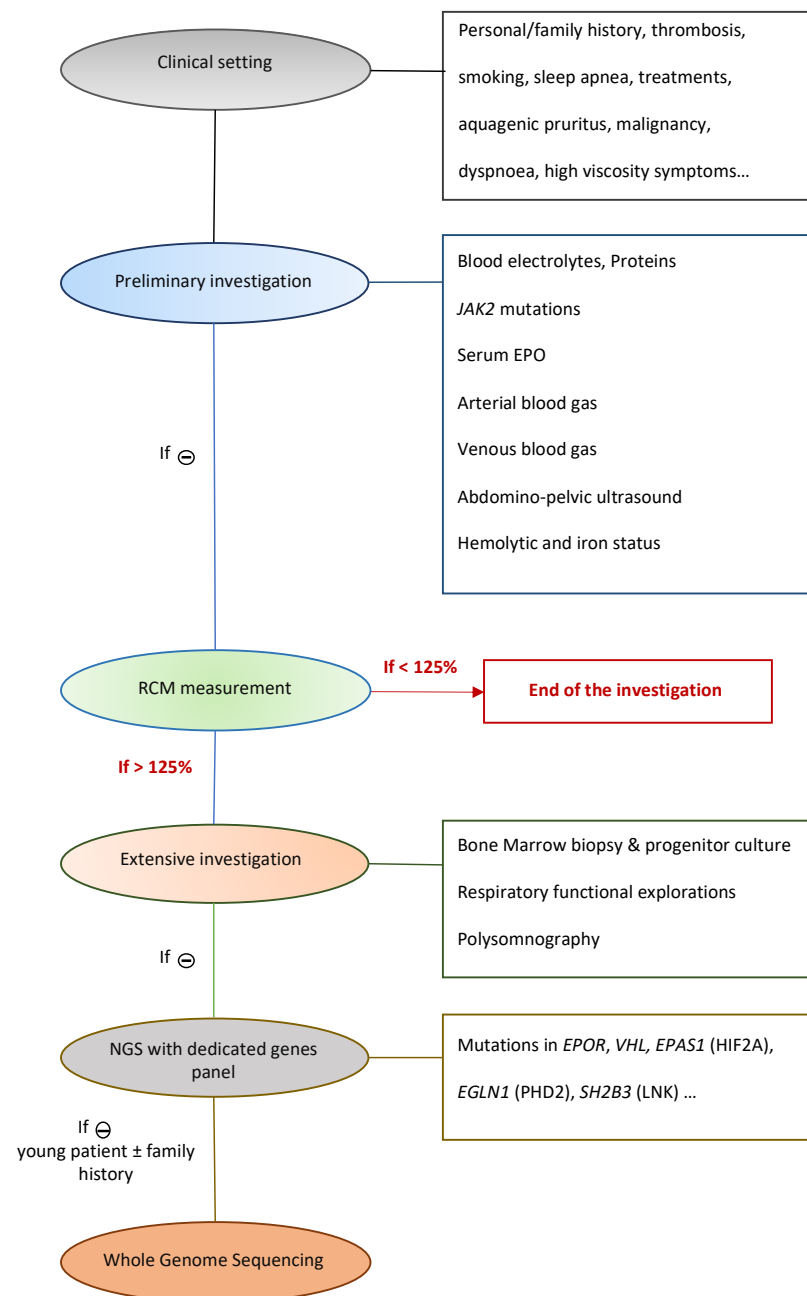 Clinical setting
Personal/family history, thrombosis,
smoking, sleep apnea, treatments,
aquagenic pruritus, malignancy,
dyspnoea, high viscosity symptoms…
Preliminary investigation
Blood electrolytes, Proteins
JAK2 mutations
Serum EPO
Arterial blood gas
Venous blood gas
Abdomino-pelvic ultrasound
Hemolytic and iron status
If ⊖
RCM measurement
If < 125%
End of the investigation
If > 125%
Extensive investigation
Bone Marrow biopsy & progenitor culture
Respiratory functional explorations
Polysomnography
If ⊖
NGS with dedicated genes
panel
Mutations in EPOR, VHL, EPAS1 (HIF2A),
EGLN1 (PHD2), SH2B3 (LNK) …
If ⊖
young patient ± family
history
Whole Genome Sequencing